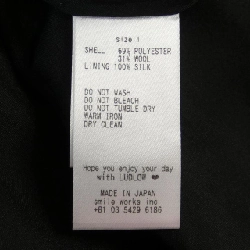 Size 1
SHELL 69% POLYESTER
31% WOOL
LINING 100% SILK
DO NOT WASH
DO NOT BLEACH
DO NOT TUMBLE DRY
WARM IRON
DRY CLEAN
Hope you enjoy your day
with LUDLOW ❤
MADE IN JAPAN
smile works inc
+81 03 5429 6186